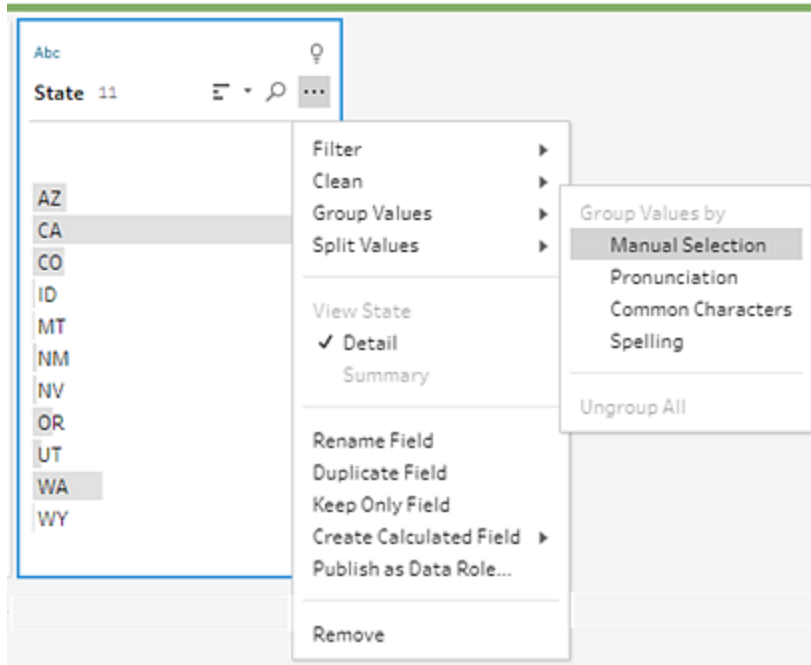 Abc
State 11
AZ
CA
CO
ID
MT
NM
NV
OR
UT
WA
WY
Filter
Clean
Group Values
Split Values
View State
Detail
Summary
Rename Field
Duplicate Field
Keep Only Field
Create Calculated Field
Publish as Data Role...
Remove
Group Values by
Manual Selection
Pronunciation
Common Characters
Spelling
Ungroup All